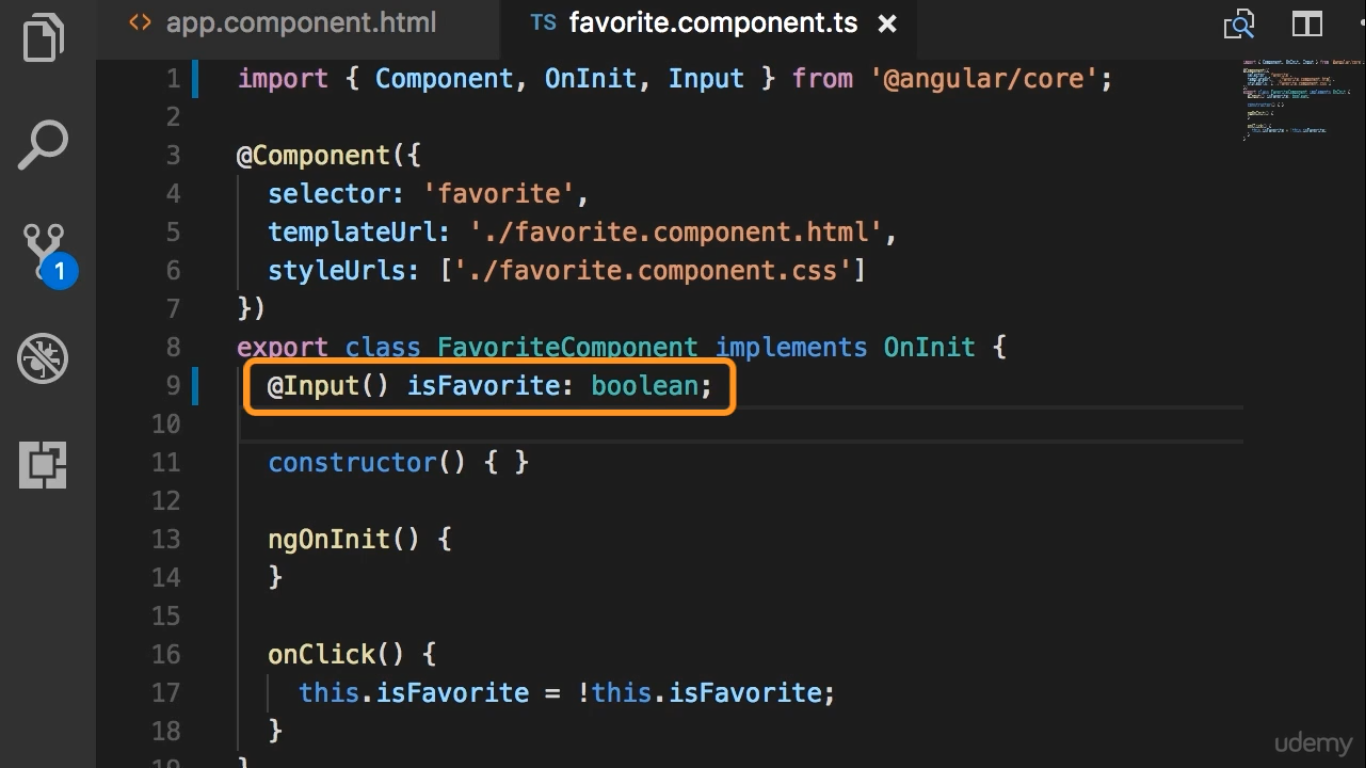 app.component.html
TS favorite.component.ts
1 import { Component, OnInit, Input } from '@angular/core';
2
3 @Component({
4 selector: 'favorite',
5 templateUrl: './favorite.component.html',
6 styleUrls: ['./favorite.component.css']
7 })
8 export class FavoriteComponent implements OnInit {
9 @Input() isFavorite: boolean;
10
11 constructor() { }
12
13 ngOnInit() {
14 }
15
16 onClick() {
17 this.isFavorite = !this.isFavorite;
18 }
19 }
1
udemy